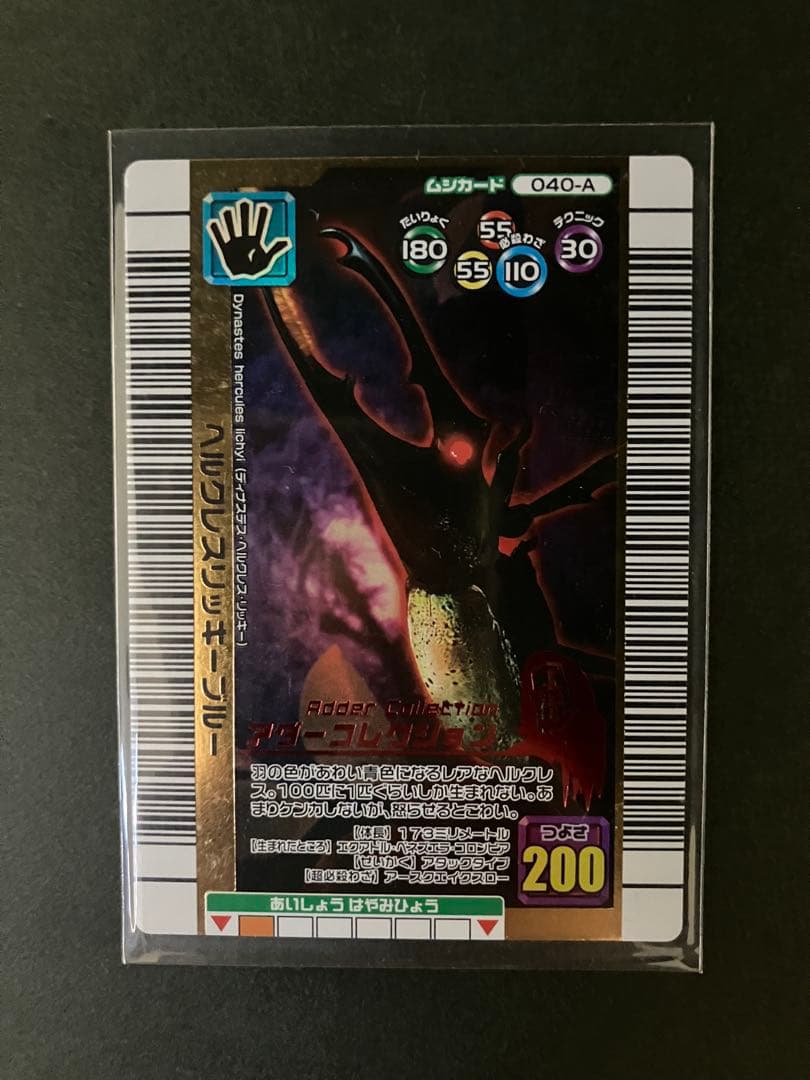 ムシカード 040-A
たいりょく
180
55
必殺わざ
110
55
テクニック
30
Dynastes hercules lichyi (ディナステス・ヘルクレス・リッキー)
ヘルクレスリッキーブルー
Adder Collection
アダーコレクション
羽の色があわい青色になるレアなヘルクレ
ス。100匹に1匹ぐらいしか生まれない。あ
まりケンカしないが、怒らせるとこわい。
【体長】 173ミリメートル
【生まれたところ】 エクアドル・ベネズエラ・コロンビア
【せいかく】 アタックタイプ
【超必殺わざ】 アースクエイクスロー
つよさ
200
あいしょう はやみひょう